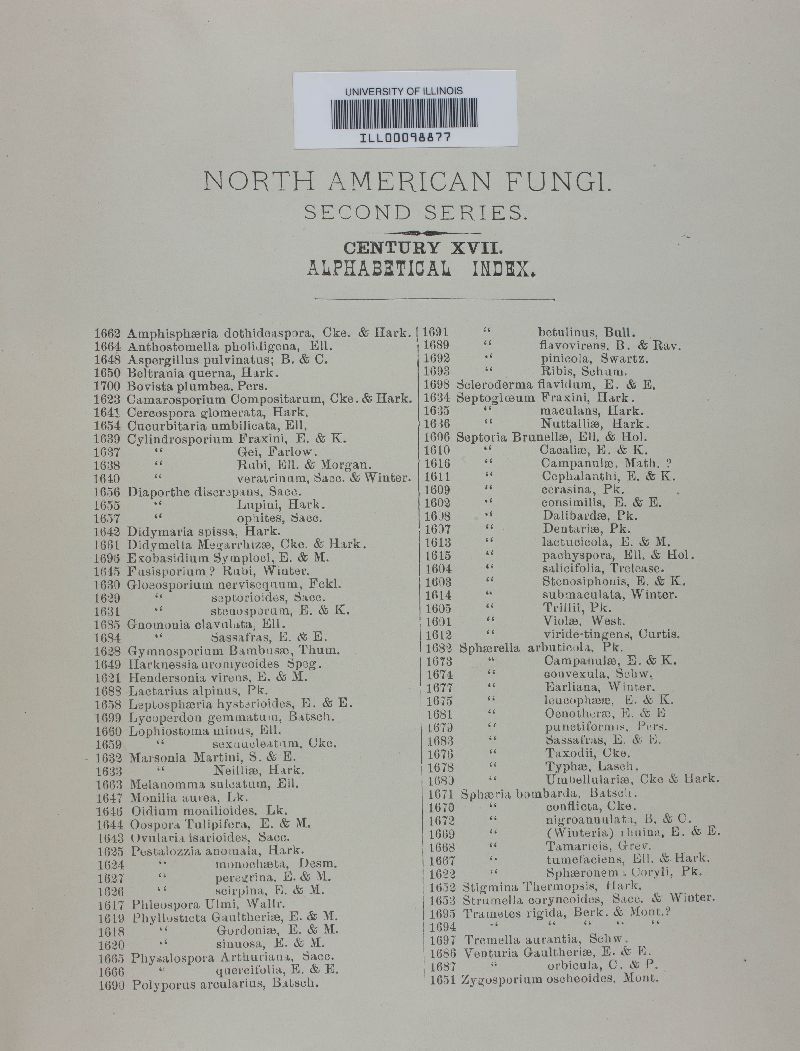 UNIVERSITY OF ILLINOIS
ILL00098877
NORTH AMERICAN FUNGI.
SECOND SERIES.
CENTURY XVII.
ALPHABETICAL INDEX.
1662 Amphisphæria dothideaspora, Cke. & Hark.
1664 Anthostomella pholidigena, Ell.
1648 Aspergillus pulvinatus; B. & C.
1650 Beltrania querna, Hark.
1700 Bovista plumbea, Pers.
1623 Camarosporium Compositarum, Cke. & Hark.
1641 Cercospora glomerata, Hark.
1654 Cucurbitaria umbilicata, Ell.
1639 Cylindrosporium Fraxini, E. & K.
1637 “ Gei, Farlow.
1638 “ Rubi, Ell. & Morgan.
1640 “ veratrinum, Sacc. & Winter.
1656 Diaporthe discrepans, Sacc.
1655 “ Lupini, Hark.
1657 “ ophites, Sacc.
1642 Didymaria spissa, Hark.
1661 Didymella Megarrhizæ, Cke. & Hark.
1696 Exobasidium Symploci, E. & M.
1645 Fusisporium ? Rubi, Winter.
1630 Gloeosporium nervisequum, Fckl.
1629 “ septorioides, Sacc.
1631 “ stenosporum, E. & K.
1685 Gnomonia clavulata, Ell.
1684 “ Sassafras, E. & E.
1628 Gymnosporium Bambusæ, Thum.
1649 Harknessia uromycoides Speg.
1621 Hendersonia virens, E. & M.
1688 Lactarius alpinus, Pk.
1658 Leptosphæria hysterioides, E. & E.
1699 Lycoperdon gemmatum, Batsch.
1660 Lophiostoma minus, Ell.
1659 “ sexnucleatum, Cke.
1632 Marsonia Martini, S. & E.
1633 “ Neilliæ, Hark.
1663 Melanomma sulcatum, Ell.
1647 Monilia aurea, Lk.
1646 Oidium monilioides, Lk.
1644 Oospora Tulipifera, E. & M.
1643 Ovularia isarioides, Sacc.
1625 Pestalozzia anomala, Hark.
1624 “ monochæta, Desm.
1627 “ peregrina, E. & M.
1626 “ scirpina, E. & M.
1617 Phleospora Ulmi, Wallr.
1619 Phyllosticta Gaultheriæ, E. & M.
1618 “ Gordoniæ, E. & M.
1620 “ sinuosa, E. & M.
1665 Physalospora Arthuriana, Sacc.
1666 “ quercifolia, E. & E.
1690 Polyporus arcularius, Batsch.
1691 “ betulinus, Bull.
1689 “ flavovirens, B. & Rav.
1692 “ pinicola, Swartz.
1693 “ Ribis, Schum.
1698 Scleroderma flavidum, E. & E.
1634 Septoglœum Fraxini, Hark.
1635 “ maculans, Hark.
1636 “ Nuttalliæ, Hark.
1606 Septoria Brunellæ, Ell. & Hol.
1610 “ Cacaliæ, E. & K.
1616 “ Campanulæ, Math. ?
1611 “ Cephalanthi, E. & K.
1609 “ cerasina, Pk.
1602 “ consimilis, E. & E.
1608 “ Dalibardæ, Pk.
1607 “ Dentariæ, Pk.
1613 “ lactucicola, E. & M.
1615 “ pachyspora, Ell. & Hol.
1604 “ salicifolia, Trelease.
1603 “ Stenosiphonis, E. & K.
1614 “ submaculata, Winter.
1605 “ Trillii, Pk.
1601 “ Violæ, West.
1612 “ viride-tingens, Curtis.
1682 Sphærella arbuticola, Pk.
1673 “ Campanulæ, E. & K.
1674 “ convexula, Schw.
1677 “ Earliana, Winter.
1675 “ leucophææ, E. & K.
1681 “ Oenotheræ, E. & E
1679 “ punctiformis, Pers.
1683 “ Sassafras, E. & E.
1676 “ Taxodii, Cke.
1678 “ Typhæ, Lasch.
1680 “ Umbellulariæ, Cke & Hark.
1671 Sphæria bombarda, Batsch.
1670 “ conflicta, Cke.
1672 “ nigroannulata, B. & C.
1669 “ (Winteria) rhuina, E. & E.
1668 “ Tamaricis, Grev.
1667 “ tumefaciens, Ell. & Hark.
1622 “ Sphæronema Coryli, Pk.
1652 Stigmina Thermopsis, Hark.
1653 Strumella coryneoides, Sacc. & Winter.
1695 Trametes rigida, Berk. & Mont.?
1694 “ “ “ “ “
1697 Tremella aurantia, Schw.
1686 Venturia Gaultheriæ, E. & E.
1687 “ orbicula, C. & P.
1651 Zygosporium oscheoides, Mont.